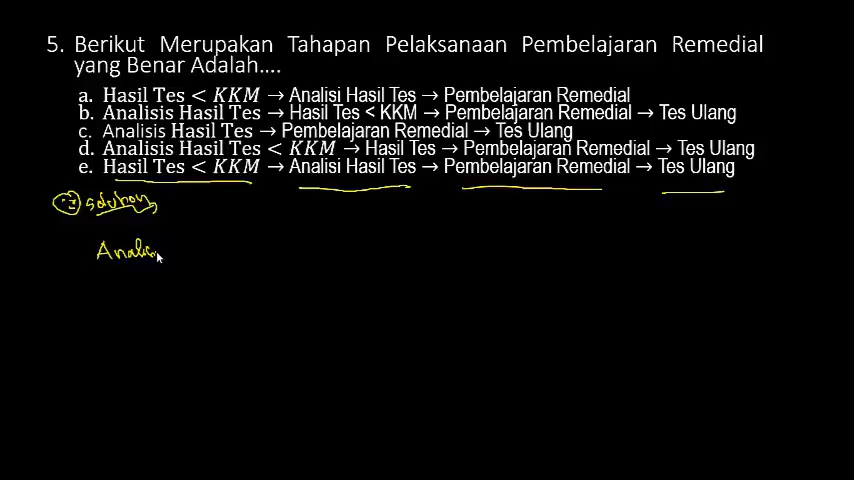 5. Berikut Merupakan Tahapan Pelaksanaan Pembelajaran Remedial
yang Benar Adalah....
a. Hasil Tes < KKM → Analisi Hasil Tes → Pembelajaran Remedial
b. Analisis Hasil Tes → Hasil Tes < KKM → Pembelajaran Remedial → Tes Ulang
c. Analisis Hasil Tes → Pembelajaran Remedial → Tes Ulang
d. Analisis Hasil Tes < KKM → Hasil Tes → Pembelajaran Remedial → Tes Ulang
e. Hasil Tes < KKM → Analisi Hasil Tes → Pembelajaran Remedial → Tes Ulang
solution
Analis